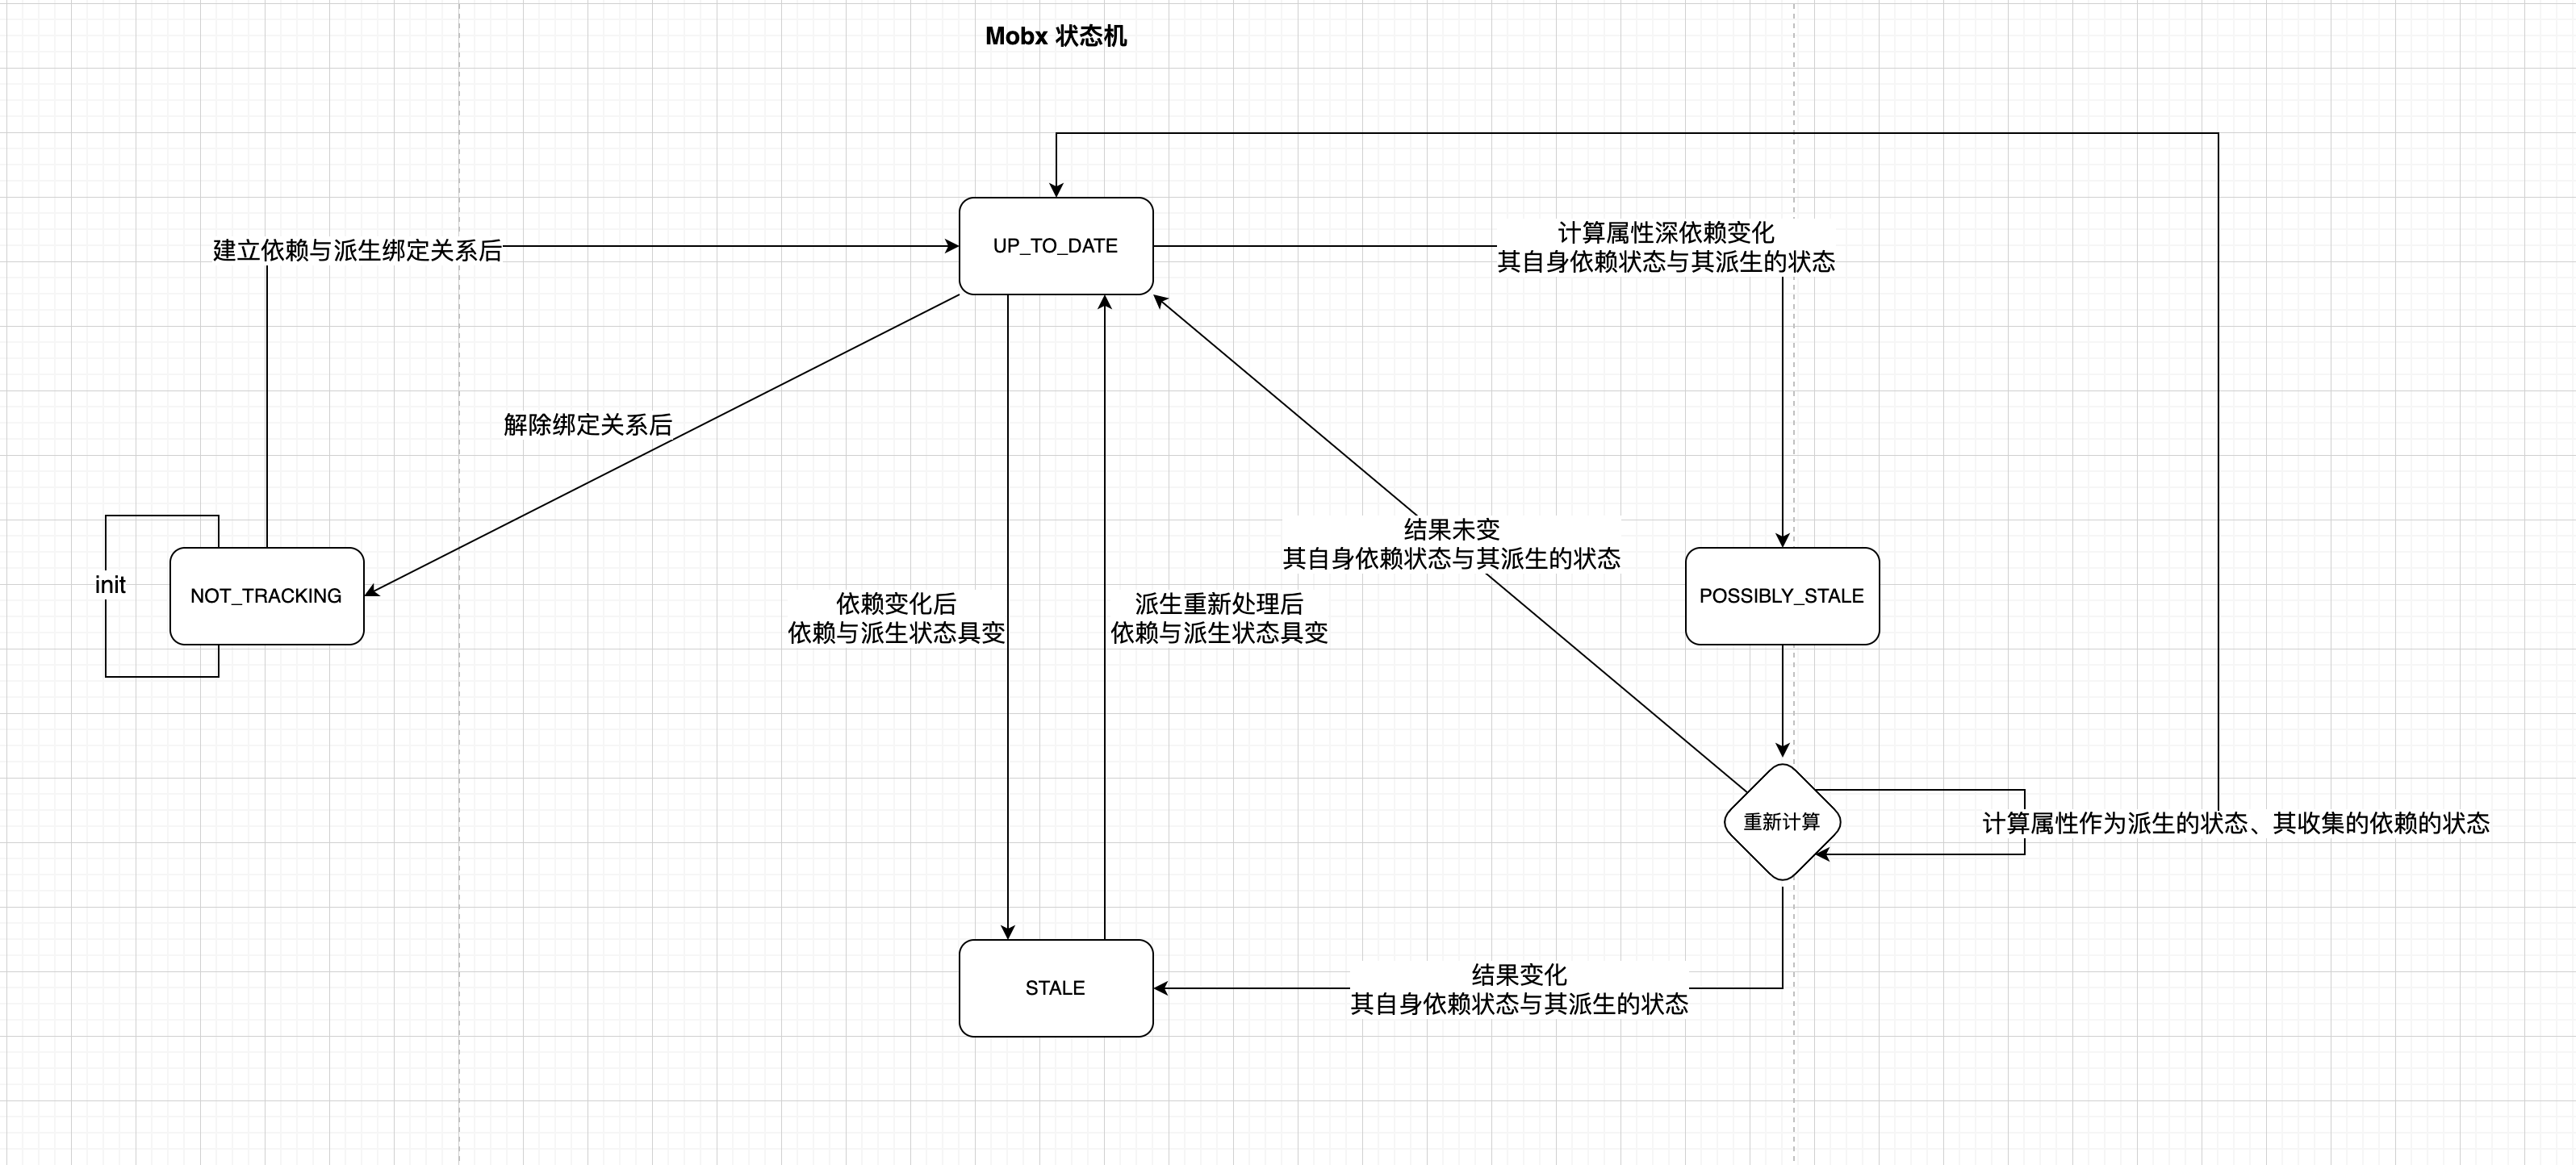 Mobx 状态机
UP_TO_DATE
建立依赖与派生绑定关系后
计算属性深依赖变化
其自身依赖状态与其派生的状态
解除绑定关系后
结果未变
其自身依赖状态与其派生的状态
init
NOT_TRACKING
依赖变化后
依赖与派生状态具变
派生重新处理后
依赖与派生状态具变
POSSIBLY_STALE
重新计算
计算属性作为派生的状态、其收集的依赖的状态
STALE
结果变化
其自身依赖状态与其派生的状态